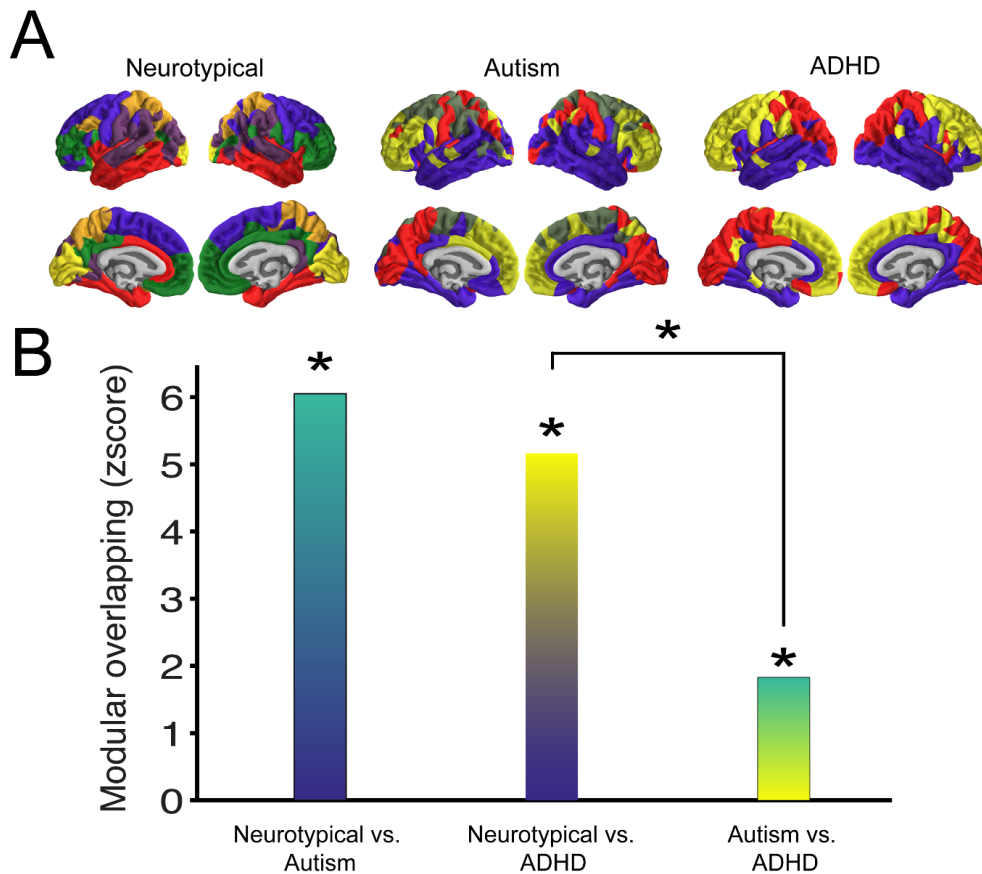 A
Neurotypical
Autism
ADHD
B
*
*
*
*
Modular overlapping (zscore)
6
5
4
3
2
1
0
Neurotypical vs.
Autism
Neurotypical vs.
ADHD
Autism vs.
ADHD